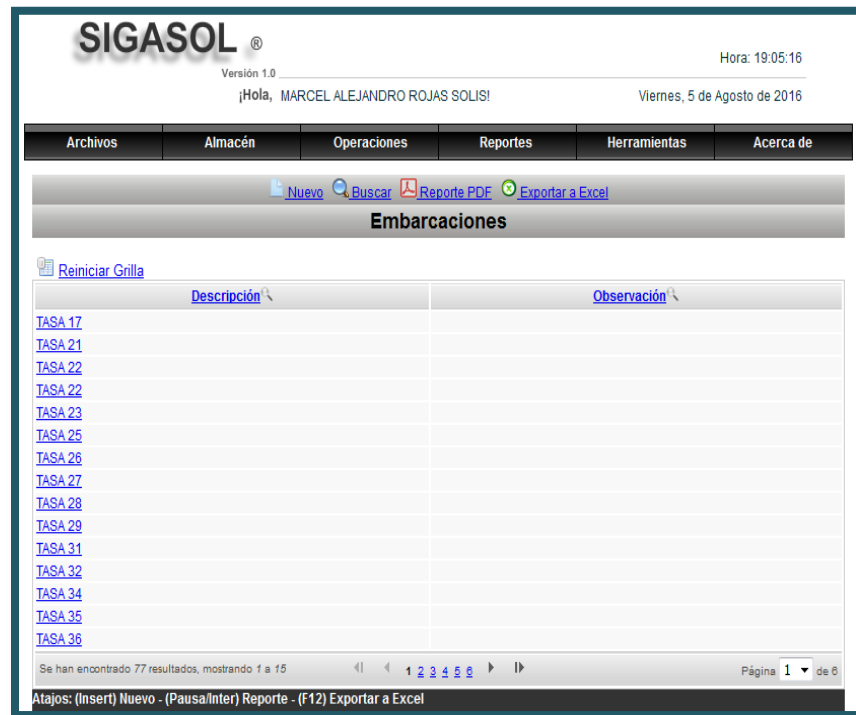 SIGASOL ®
Versión 1.0
Hora: 19:05:16
¡Hola, MARCEL ALEJANDRO ROJAS SOLIS!
Viernes, 5 de Agosto de 2016
Archivos Almacén Operaciones Reportes Herramientas Acerca de
Nuevo Buscar Reporte PDF Exportar a Excel
Embarcaciones
Reiniciar Grilla
Descripción Observación
TASA 17
TASA 21
TASA 22
TASA 22
TASA 23
TASA 25
TASA 26
TASA 27
TASA 28
TASA 29
TASA 31
TASA 32
TASA 34
TASA 35
TASA 36
Se han encontrado 77 resultados, mostrando 1 a 15 1 2 3 4 5 6 Página 1 de 6
Atajos: (Insert) Nuevo - (Pausa/Inter) Reporte - (F12) Exportar a Excel